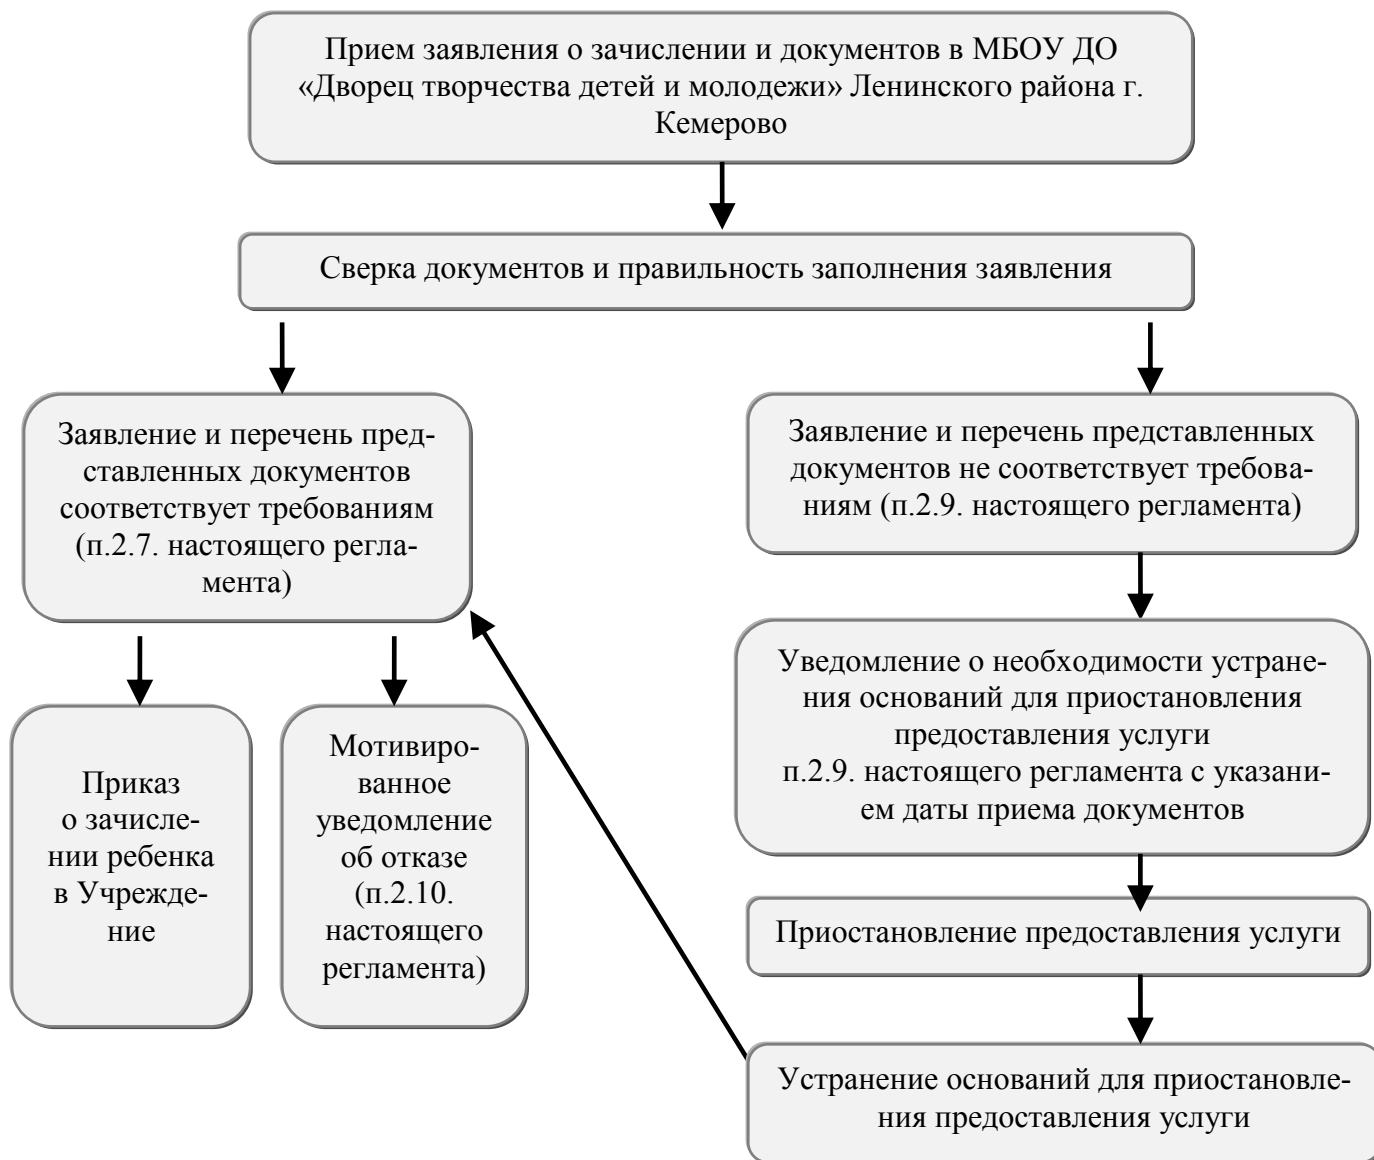 Прием заявления о зачислении и документов в МБОУ ДО
«Дворец творчества детей и молодежи» Ленинского района г.
Кемерово
Сверка документов и правильность заполнения заявления
Заявление и перечень пред-
ставленных документов
соответствует требованиям
(п.2.7. настоящего регла-
мента)
Заявление и перечень представленных
документов не соответствует требова-
ниям (п.2.9. настоящего регламента)
Уведомление о необходимости устране-
ния оснований для приостановления
предоставления услуги
п.2.9. настоящего регламента с указани-
ем даты приема документов
Приказ
о зачисле-
нии ребенка
в Учрежде-
ние
Мотивиро-
ванное
уведомление
об отказе
(п.2.10.
настоящего
регламента)
Приостановление предоставления услуги
Устранение оснований для приостановле-
ния предоставления услуги